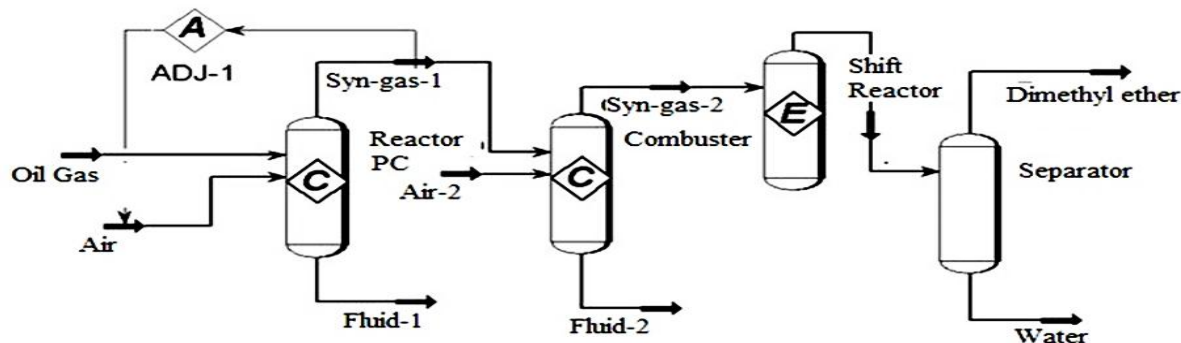 A
ADJ-1
Syn-gas-1
Oil Gas
Air
C
Reactor
PC
Air-2
Fluid-1
Syn-gas-2
Combuster
C
Fluid-2
E
Shift
Reactor
Dimethyl ether
Separator
Water